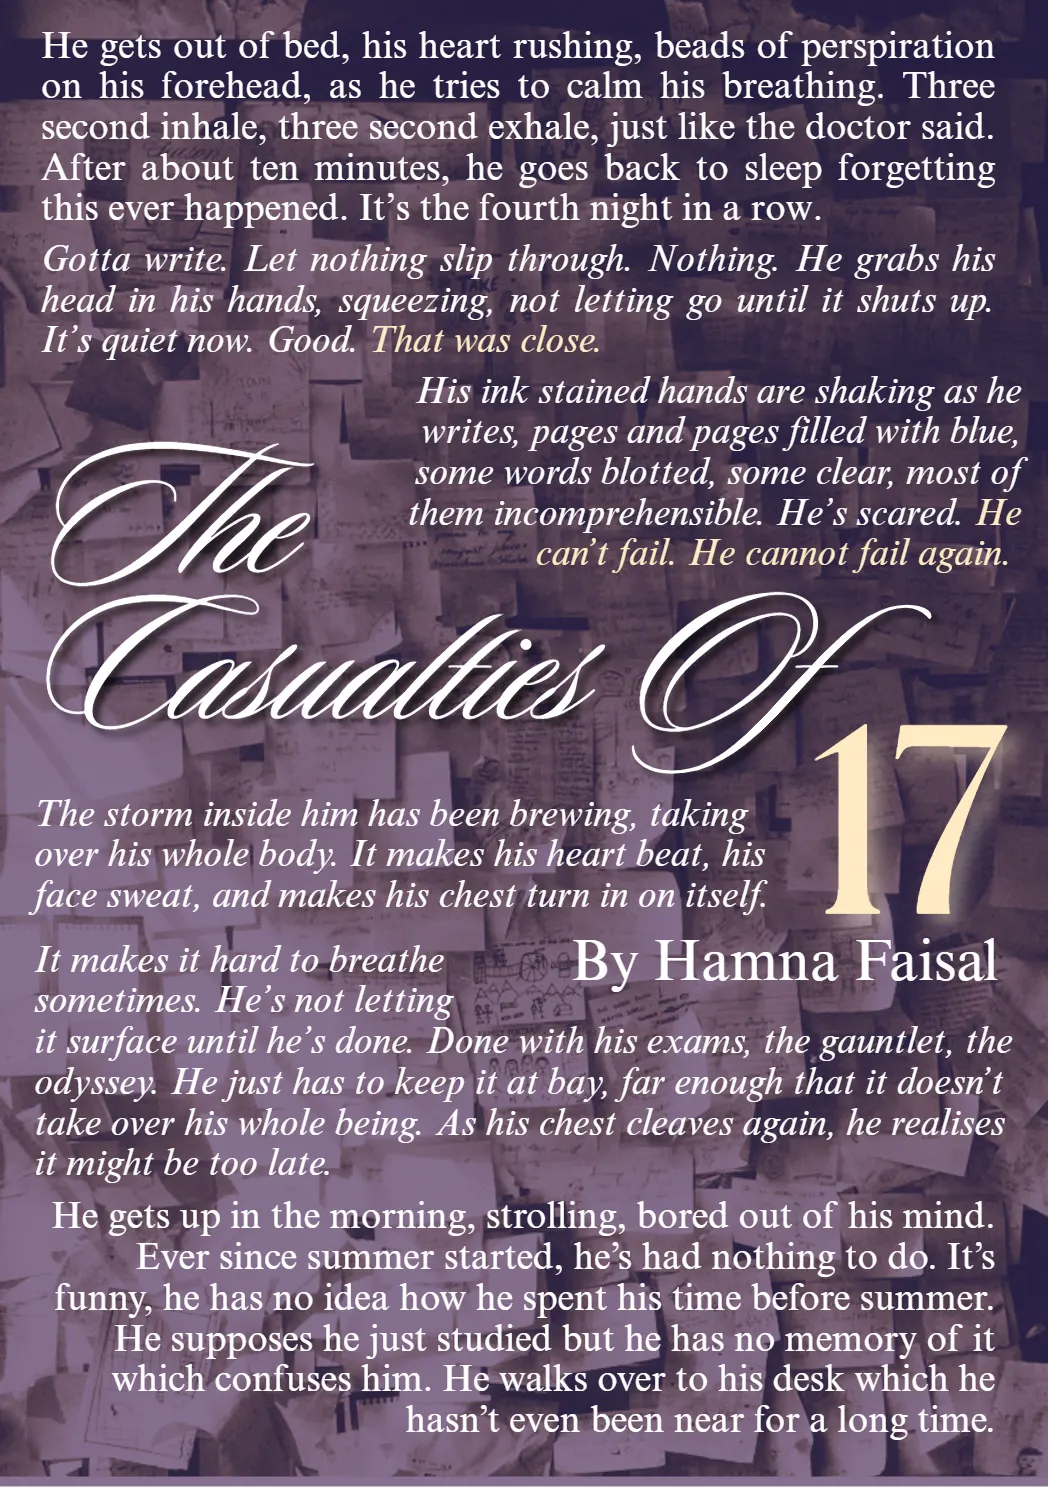 He gets out of bed, his heart rushing, beads of perspiration
on his forehead, as he tries to calm his breathing. Three
second inhale, three second exhale, just like the doctor said.
After about ten minutes, he goes back to sleep forgetting
this ever happened. It's the fourth night in a row.
Gotta write. Let nothing slip through. Nothing. He grabs his
head in his hands, squeezing, not letting go until it shuts up.
It's quiet now. Good. That was close.
His ink stained hands are shaking as he
writes, pages and pages filled with blue,
some words blotted, some clear, most of
them incomprehensible. He's scared. He
can't fail. He cannot fail again.
The
Casualties Of
17
By Hamna Faisal
The storm inside him has been brewing, taking
over his whole body. It makes his heart beat, his
face sweat, and makes his chest turn in on itself.
It makes it hard to breathe
sometimes. He's not letting
it surface until he's done. Done with his exams, the gauntlet, the
odyssey. He just has to keep it at bay, far enough that it doesn't
take over his whole being. As his chest cleaves again, he realises
it might be too late.
He gets up in the morning, strolling, bored out of his mind.
Ever since summer started, he's had nothing to do. It's
funny, he has no idea how he spent his time before summer.
He supposes he just studied but he has no memory of it
which confuses him. He walks over to his desk which he
hasn't even been near for a long time.